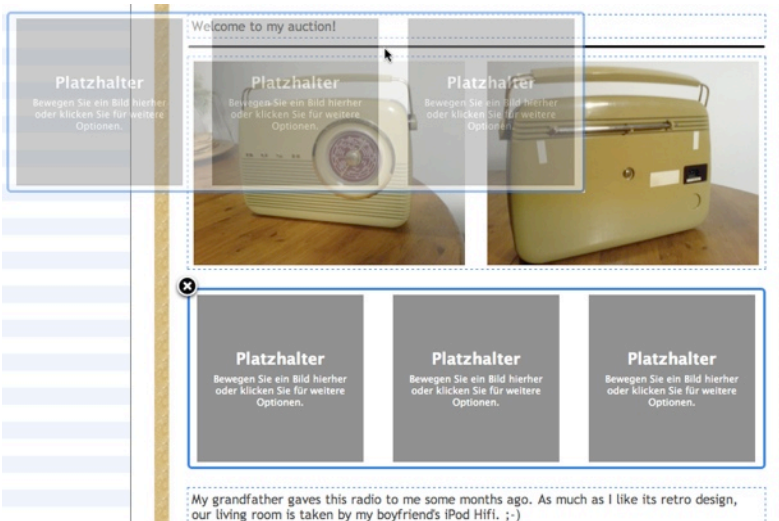 Welcome to my auction!
Platzhalter
Bewegen Sie ein Bild hierher
oder klicken Sie für weitere
Optionen.
Platzhalter
Bewegen Sie ein Bild hierher
oder klicken Sie für weitere
Optionen.
Platzhalter
Bewegen Sie ein Bild hierher
oder klicken Sie für weitere
Optionen.
Platzhalter
Bewegen Sie ein Bild hierher
oder klicken Sie für weitere
Optionen.
Platzhalter
Bewegen Sie ein Bild hierher
oder klicken Sie für weitere
Optionen.
Platzhalter
Bewegen Sie ein Bild hierher
oder klicken Sie für weitere
Optionen.
My grandfather gaves this radio to me some months ago. As much as I like its retro design,
our living room is taken by my boyfriend's iPod Hifi. ;-)